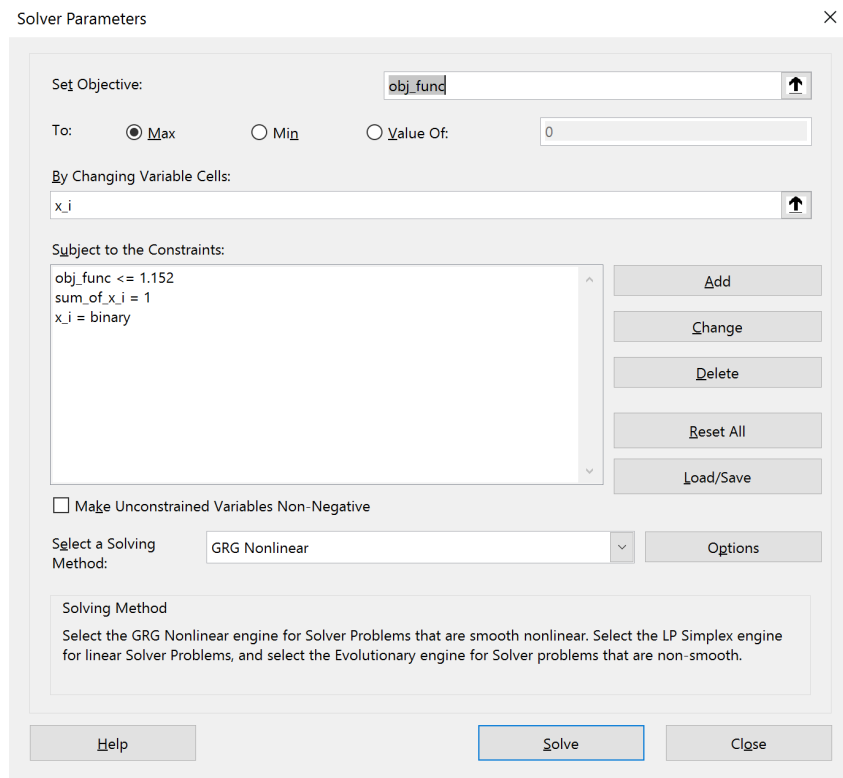 Solver Parameters
Set Objective:
obj_func
To:
Max
Min
Value Of:
0
By Changing Variable Cells:
x_i
Subject to the Constraints:
obj_func <= 1.152
sum_of_x_i = 1
x_i = binary
Add
Change
Delete
Reset All
Load/Save
Make Unconstrained Variables Non-Negative
Select a Solving
Method:
GRG Nonlinear
Options
Solving Method
Select the GRG Nonlinear engine for Solver Problems that are smooth nonlinear. Select the LP Simplex engine
for linear Solver Problems, and select the Evolutionary engine for Solver problems that are non-smooth.
Help
Solve
Close